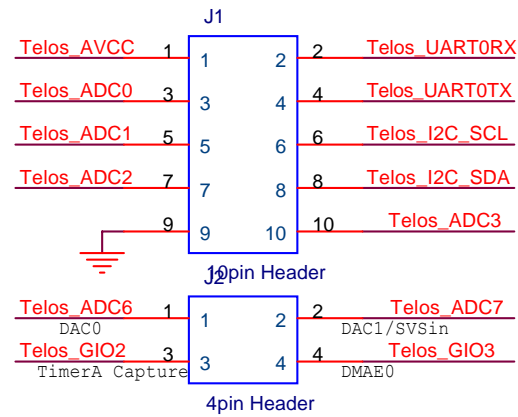 J1
Telos_AVCC 1 1 2 2 Telos_UART0RX
Telos_ADC0 3 3 4 4 Telos_UART0TX
Telos_ADC1 5 5 6 6 Telos_I2C_SCL
Telos_ADC2 7 7 8 8 Telos_I2C_SDA
9 9 10 10 Telos_ADC3
10pin Header
J2
Telos_ADC6 1 1 2 2 Telos_ADC7
DAC0 DAC1/SVSin
Telos_GIO2 3 3 4 4 Telos_GIO3
TimerA Capture DMAE0
4pin Header